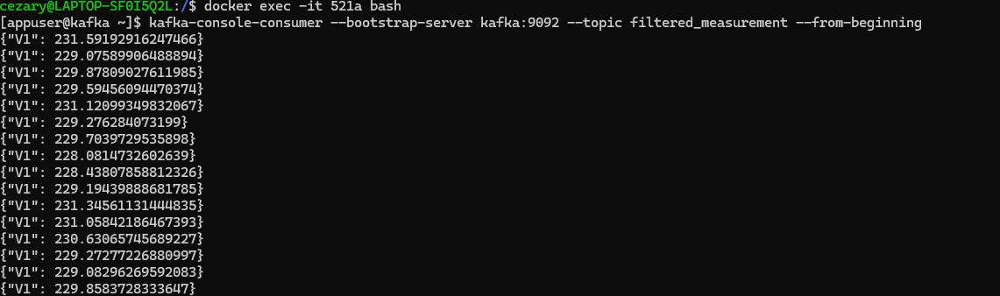 cezary@LAPTOP-SF0I5Q2L:/$ docker exec -it 521a bash
[appuser@kafka ~]$ kafka-console-consumer --bootstrap-server kafka:9092 --topic filtered_measurement --from-beginning
{"V1": 231.59192916247466}
{"V1": 229.07589906488894}
{"V1": 229.87809027611985}
{"V1": 229.59456094470374}
{"V1": 231.12099349832067}
{"V1": 229.276284073199}
{"V1": 229.7039729535898}
{"V1": 228.0814732602639}
{"V1": 228.43807858812326}
{"V1": 229.19439888681785}
{"V1": 231.34561131444835}
{"V1": 231.05842186467393}
{"V1": 230.63065745689227}
{"V1": 229.27277226880997}
{"V1": 229.08296269592083}
{"V1": 229.8583728333647}